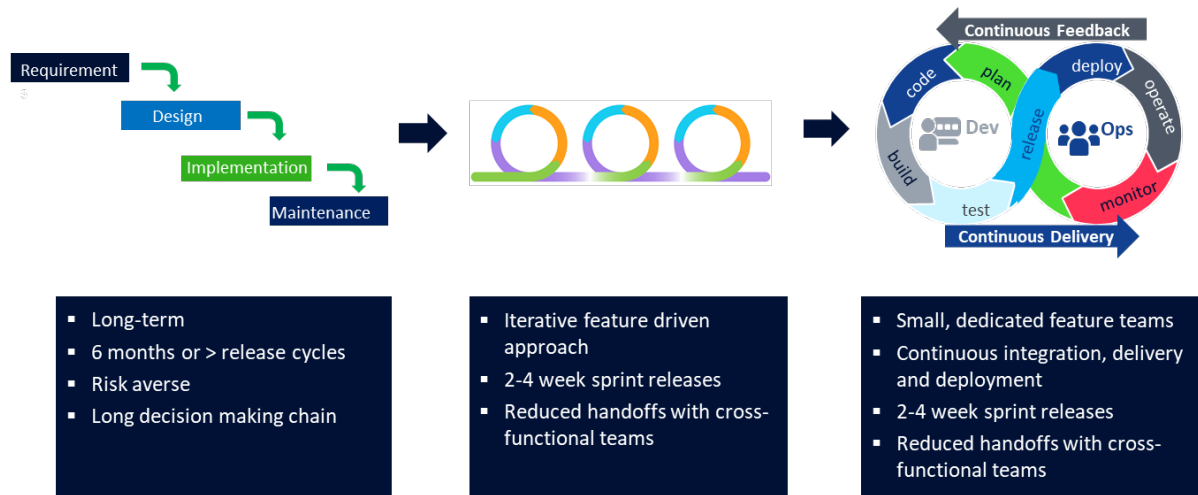 Requirement
Design
Implementation
Maintenance
Continuous Feedback
code
plan
deploy
operate
Dev
release
Ops
build
test
monitor
Continuous Delivery
▪ Long-term
▪ 6 months or > release cycles
▪ Risk averse
▪ Long decision making chain
▪ Iterative feature driven
approach
▪ 2-4 week sprint releases
▪ Reduced handoffs with cross-
functional teams
▪ Small, dedicated feature teams
▪ Continuous integration, delivery
and deployment
▪ 2-4 week sprint releases
▪ Reduced handoffs with cross-
functional teams